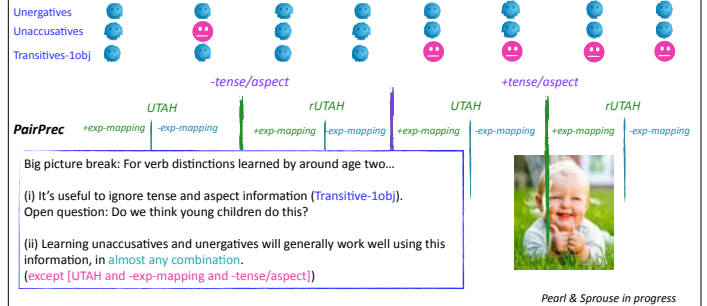 Unergatives
Unaccusatives
Transitives-1obj
-tense/aspect +tense/aspect
UTAH rUTAH UTAH rUTAH
PairPrec +exp-mapping -exp-mapping +exp-mapping -exp-mapping +exp-mapping -exp-mapping +exp-mapping -exp-mapping
Big picture break: For verb distinctions learned by around age two...
(i) It's useful to ignore tense and aspect information (Transitive-1obj).
Open question: Do we think young children do this?
(ii) Learning unaccusatives and unergatives will generally work well using this
information, in almost any combination.
(except [UTAH and -exp-mapping and -tense/aspect])
Pearl & Sprouse in progress